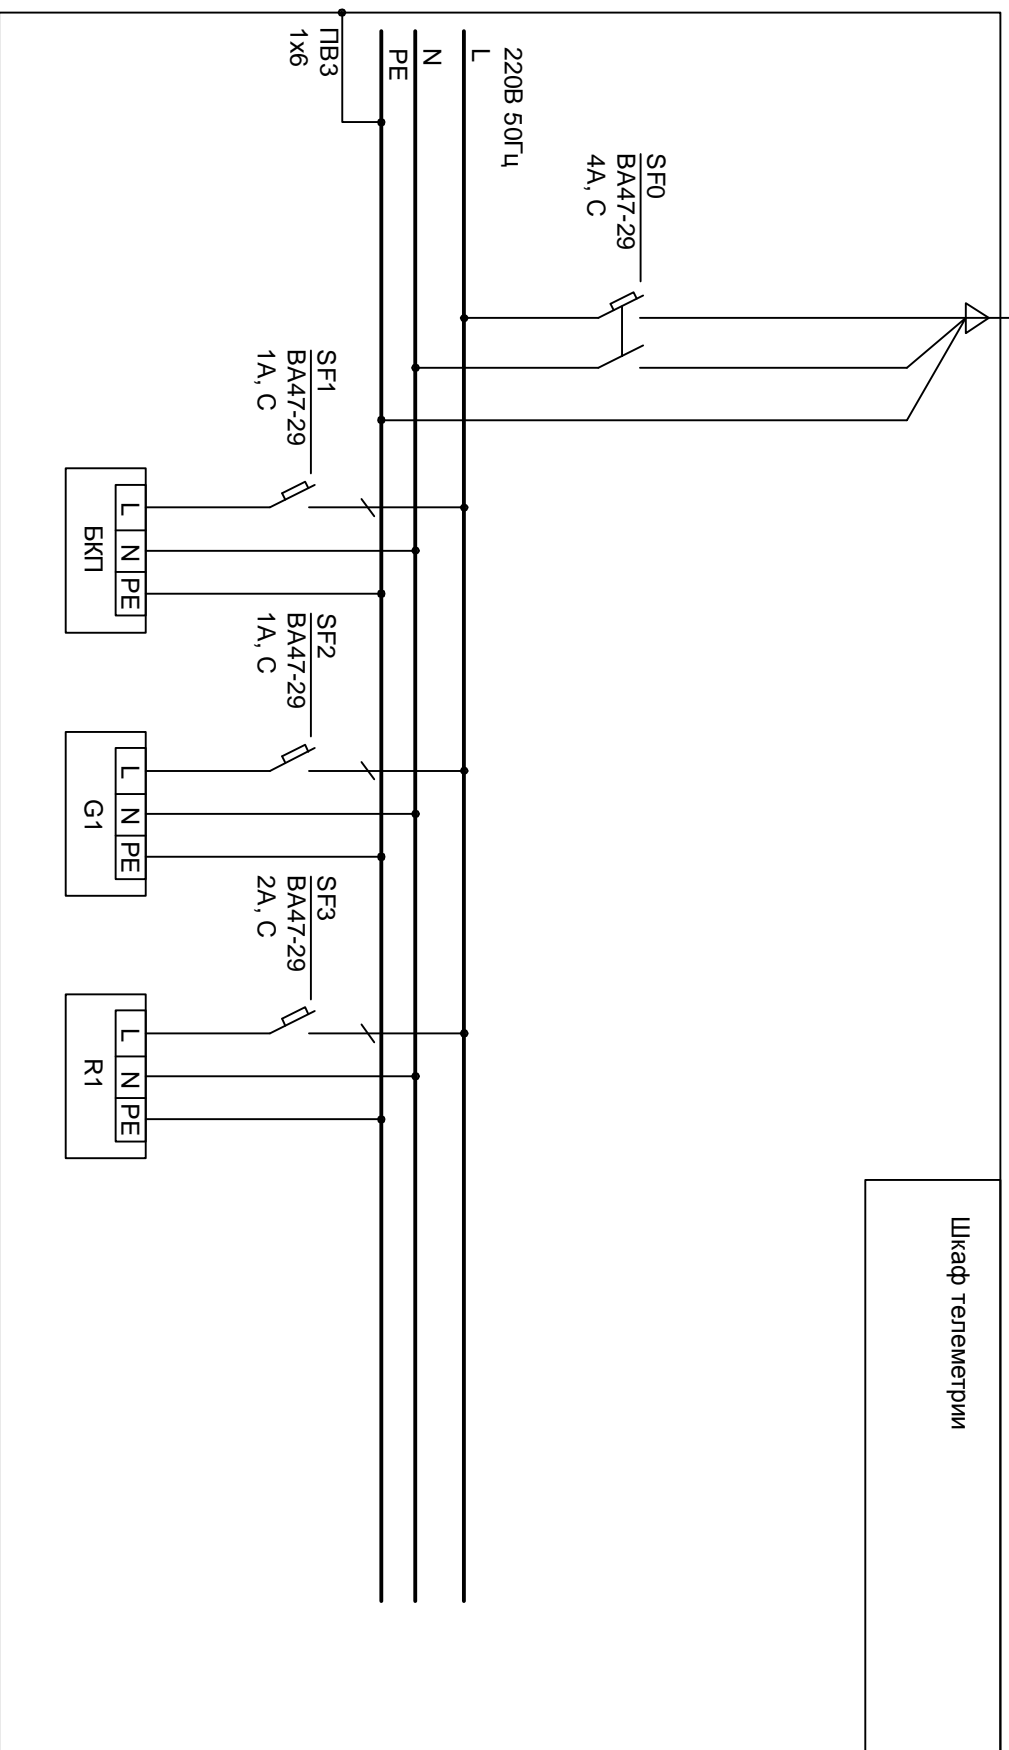 Шкаф телеметрии
SF0
ВА47-29
4А, С
220В 50Гц
L
N
PE
ПВ3
1х6
SF1
ВА47-29
1А, С
SF2
ВА47-29
1А, С
SF3
ВА47-29
2А, С
L N PE
БКП
L N PE
G1
L N PE
R1